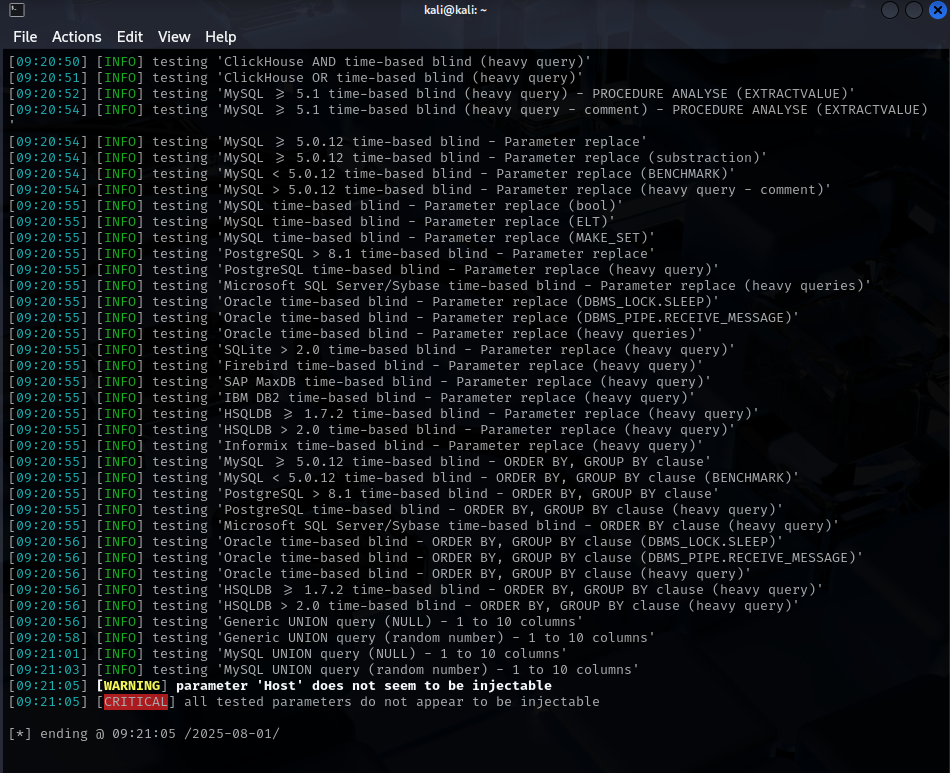 kali@kali: ~
File Actions Edit View Help
[09:20:50] [INFO] testing 'ClickHouse AND time-based blind (heavy query)'
[09:20:51] [INFO] testing 'ClickHouse OR time-based blind (heavy query)'
[09:20:52] [INFO] testing 'MySQL ≥ 5.1 time-based blind (heavy query) - PROCEDURE ANALYSE (EXTRACTVALUE)'
[09:20:54] [INFO] testing 'MySQL ≥ 5.1 time-based blind (heavy query - comment) - PROCEDURE ANALYSE (EXTRACTVALUE)
'
[09:20:54] [INFO] testing 'MySQL ≥ 5.0.12 time-based blind - Parameter replace'
[09:20:54] [INFO] testing 'MySQL ≥ 5.0.12 time-based blind - Parameter replace (substraction)'
[09:20:54] [INFO] testing 'MySQL < 5.0.12 time-based blind - Parameter replace (BENCHMARK)'
[09:20:54] [INFO] testing 'MySQL > 5.0.12 time-based blind - Parameter replace (heavy query - comment)'
[09:20:55] [INFO] testing 'MySQL time-based blind - Parameter replace (bool)'
[09:20:55] [INFO] testing 'MySQL time-based blind - Parameter replace (ELT)'
[09:20:55] [INFO] testing 'MySQL time-based blind - Parameter replace (MAKE_SET)'
[09:20:55] [INFO] testing 'PostgreSQL > 8.1 time-based blind - Parameter replace'
[09:20:55] [INFO] testing 'PostgreSQL time-based blind - Parameter replace (heavy query)'
[09:20:55] [INFO] testing 'Microsoft SQL Server/Sybase time-based blind - Parameter replace (heavy queries)'
[09:20:55] [INFO] testing 'Oracle time-based blind - Parameter replace (DBMS_LOCK.SLEEP)'
[09:20:55] [INFO] testing 'Oracle time-based blind - Parameter replace (DBMS_PIPE.RECEIVE_MESSAGE)'
[09:20:55] [INFO] testing 'Oracle time-based blind - Parameter replace (heavy queries)'
[09:20:55] [INFO] testing 'SQLite > 2.0 time-based blind - Parameter replace (heavy query)'
[09:20:55] [INFO] testing 'Firebird time-based blind - Parameter replace (heavy query)'
[09:20:55] [INFO] testing 'SAP MaxDB time-based blind - Parameter replace (heavy query)'
[09:20:55] [INFO] testing 'IBM DB2 time-based blind - Parameter replace (heavy query)'
[09:20:55] [INFO] testing 'HSQLDB ≥ 1.7.2 time-based blind - Parameter replace (heavy query)'
[09:20:55] [INFO] testing 'HSQLDB > 2.0 time-based blind - Parameter replace (heavy query)'
[09:20:55] [INFO] testing 'Informix time-based blind - Parameter replace (heavy query)'
[09:20:55] [INFO] testing 'MySQL ≥ 5.0.12 time-based blind - ORDER BY, GROUP BY clause'
[09:20:55] [INFO] testing 'MySQL < 5.0.12 time-based blind - ORDER BY, GROUP BY clause (BENCHMARK)'
[09:20:55] [INFO] testing 'PostgreSQL > 8.1 time-based blind - ORDER BY, GROUP BY clause'
[09:20:55] [INFO] testing 'PostgreSQL time-based blind - ORDER BY, GROUP BY clause (heavy query)'
[09:20:55] [INFO] testing 'Microsoft SQL Server/Sybase time-based blind - ORDER BY clause (heavy query)'
[09:20:56] [INFO] testing 'Oracle time-based blind - ORDER BY, GROUP BY clause (DBMS_LOCK.SLEEP)'
[09:20:56] [INFO] testing 'Oracle time-based blind - ORDER BY, GROUP BY clause (DBMS_PIPE.RECEIVE_MESSAGE)'
[09:20:56] [INFO] testing 'Oracle time-based blind - ORDER BY, GROUP BY clause (heavy query)'
[09:20:56] [INFO] testing 'HSQLDB ≥ 1.7.2 time-based blind - ORDER BY, GROUP BY clause (heavy query)'
[09:20:56] [INFO] testing 'HSQLDB > 2.0 time-based blind - ORDER BY, GROUP BY clause (heavy query)'
[09:20:56] [INFO] testing 'Generic UNION query (NULL) - 1 to 10 columns'
[09:20:58] [INFO] testing 'Generic UNION query (random number) - 1 to 10 columns'
[09:21:01] [INFO] testing 'MySQL UNION query (NULL) - 1 to 10 columns'
[09:21:03] [INFO] testing 'MySQL UNION query (random number) - 1 to 10 columns'
[09:21:05] [WARNING] parameter 'Host' does not seem to be injectable
[09:21:05] [CRITICAL] all tested parameters do not appear to be injectable
[*] ending @ 09:21:05 /2025-08-01/